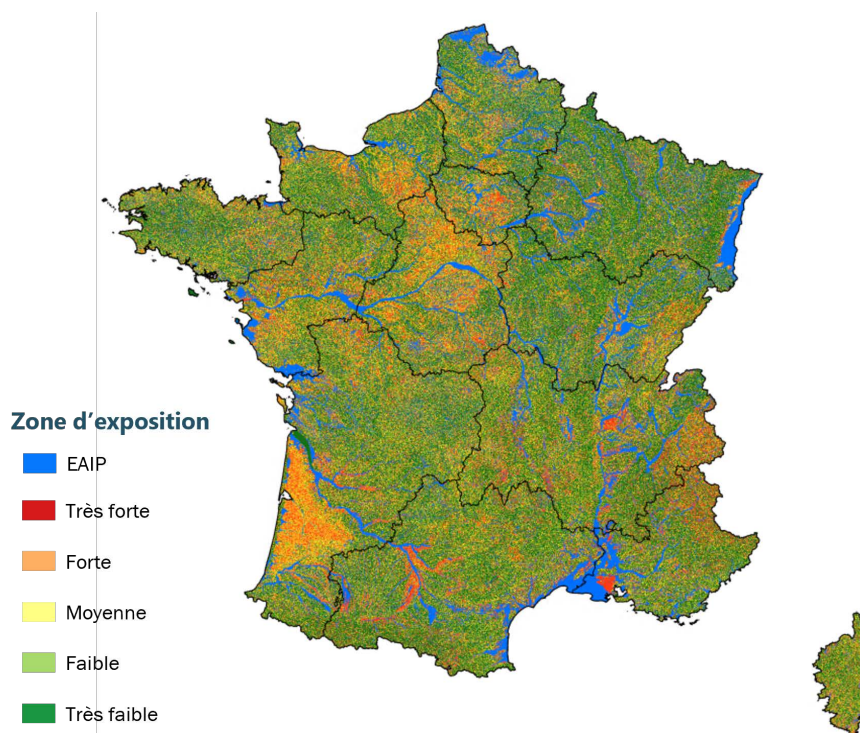 Zone d'exposition
EAIP
Très forte
Forte
Moyenne
Faible
Très faible